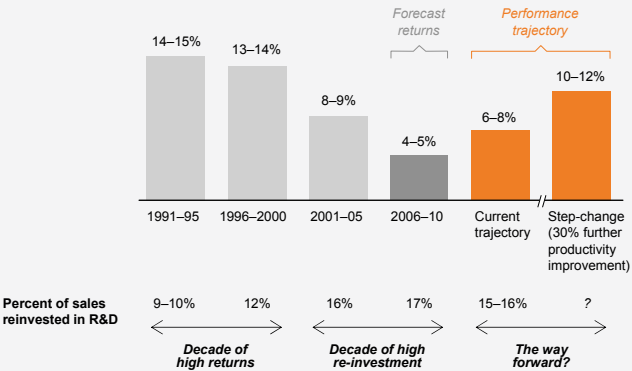 Forecast
returns
Performance
trajectory
14–15%
13–14%
8–9%
4–5%
6–8%
10–12%
1991–95
1996–2000
2001–05
2006–10
Current
trajectory
Step-change
(30% further
productivity
improvement)
Percent of sales
reinvested in R&D
9–10%
12%
16%
17%
15–16%
?
Decade of
high returns
Decade of high
re-investment
The way
forward?